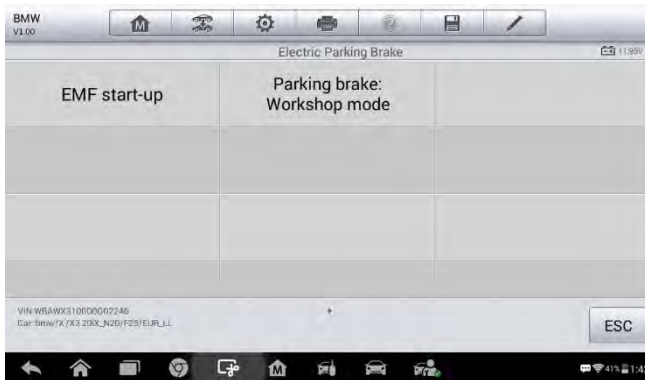 BMW
V1.00
Electric Parking Brake
11.95V
EMF start-up
Parking brake:
Workshop mode
VIN WBAWX3100D0G02246
Car bmw/X /X3 20iX_N20/F25/EUR_LL
ESC
41%